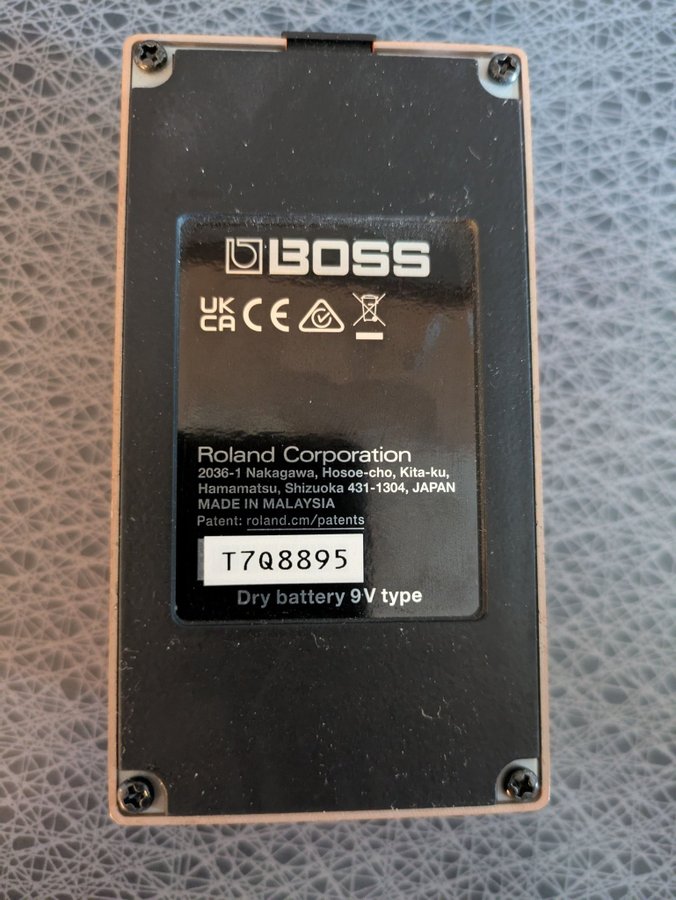 BOSS
UK
CA CE
Roland Corporation
2036-1 Nakagawa, Hosoe-cho, Kita-ku,
Hamamatsu, Shizuoka 431-1304, JAPAN
MADE IN MALAYSIA
Patent: roland.cm/patents
T7Q8895
Dry battery 9V type